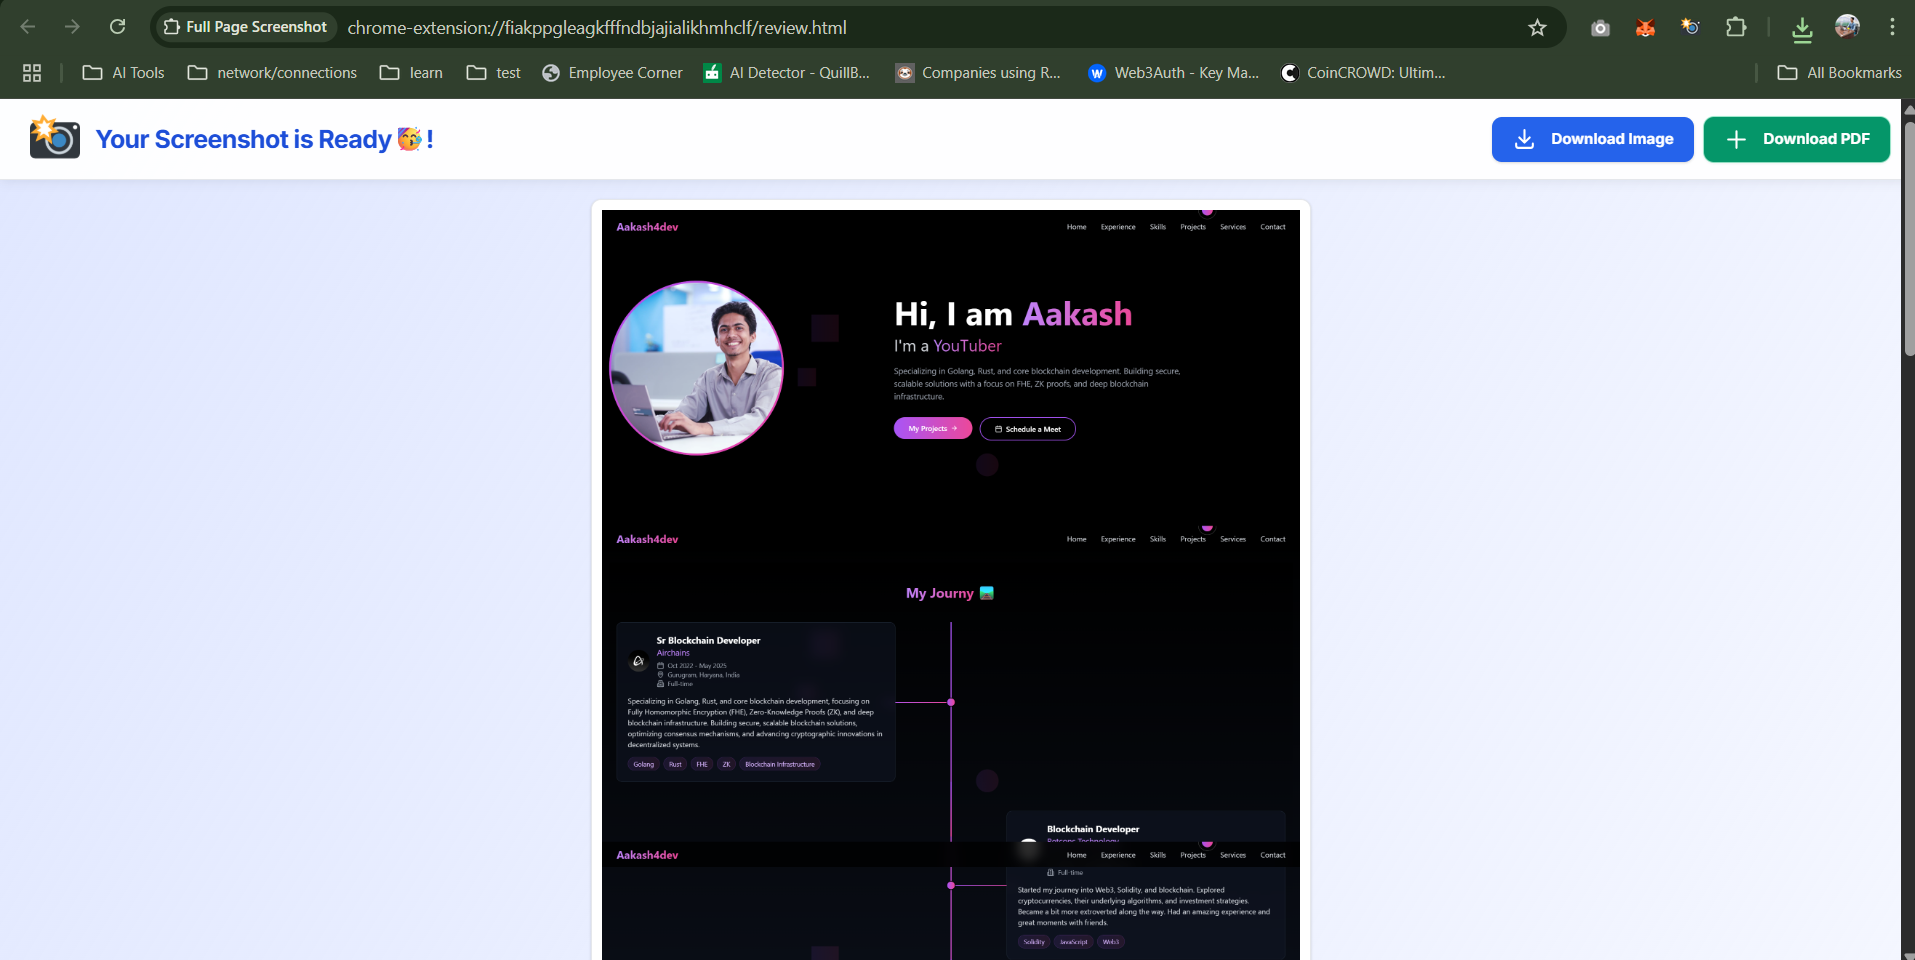 Full Page Screenshot
chrome-extension://fiakppgleagkfffndbjajialikhmhclf/review.html
AI Tools
network/connections
learn
test
Employee Corner
AI Detector - QuillB...
Companies using R...
Web3Auth - Key Ma...
CoinCROWD: Ultim...
All Bookmarks
Your Screenshot is Ready 🥳 !
Download Image
Download PDF
Aakash4dev
Home Experience Skills Projects Services Contact
Hi, I am Aakash
I'm a YouTuber
Specializing in Golang, Rust, and core blockchain development. Building secure,
scalable solutions with a focus on FHE, ZK proofs, and deep blockchain
infrastructure.
My Projects →
Schedule a Meet
Aakash4dev
Home Experience Skills Projects Services Contact
My Journy
Sr Blockchain Developer
Airchains
Oct 2022 - May 2025
Gurugram, Haryana, India
Full-time
Specializing in Golang, Rust, and core blockchain development, focusing on
Fully Homomorphic Encryption (FHE), Zero-Knowledge Proofs (ZK), and deep
blockchain infrastructure. Building secure, scalable blockchain solutions,
optimizing consensus mechanisms, and advancing cryptographic innovations in
decentralized systems.
Golang Rust FHE ZK Blockchain Infrastructure
Blockchain Developer
Aakash4dev
Home Experience Skills Projects Services Contact
Full-time
Started my journey into Web3, Solidity, and blockchain. Explored
cryptocurrencies, their underlying algorithms, and investment strategies.
Became a bit more extroverted along the way. Had an amazing experience and
great moments with friends.
Solidity JavaScript Web3